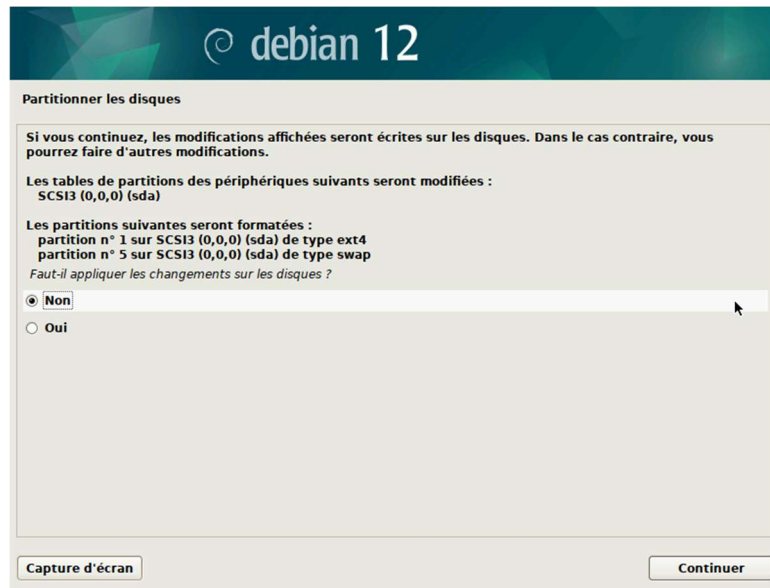 debian 12
Partitionner les disques
Si vous continuez, les modifications affichées seront écrites sur les disques. Dans le cas contraire, vous
pourrez faire d'autres modifications.
Les tables de partitions des périphériques suivants seront modifiées :
SCSI3 (0,0,0) (sda)
Les partitions suivantes seront formatées :
partition n° 1 sur SCSI3 (0,0,0) (sda) de type ext4
partition n° 5 sur SCSI3 (0,0,0) (sda) de type swap
Faut-il appliquer les changements sur les disques ?
Non
Oui
Capture d'écran
Continuer